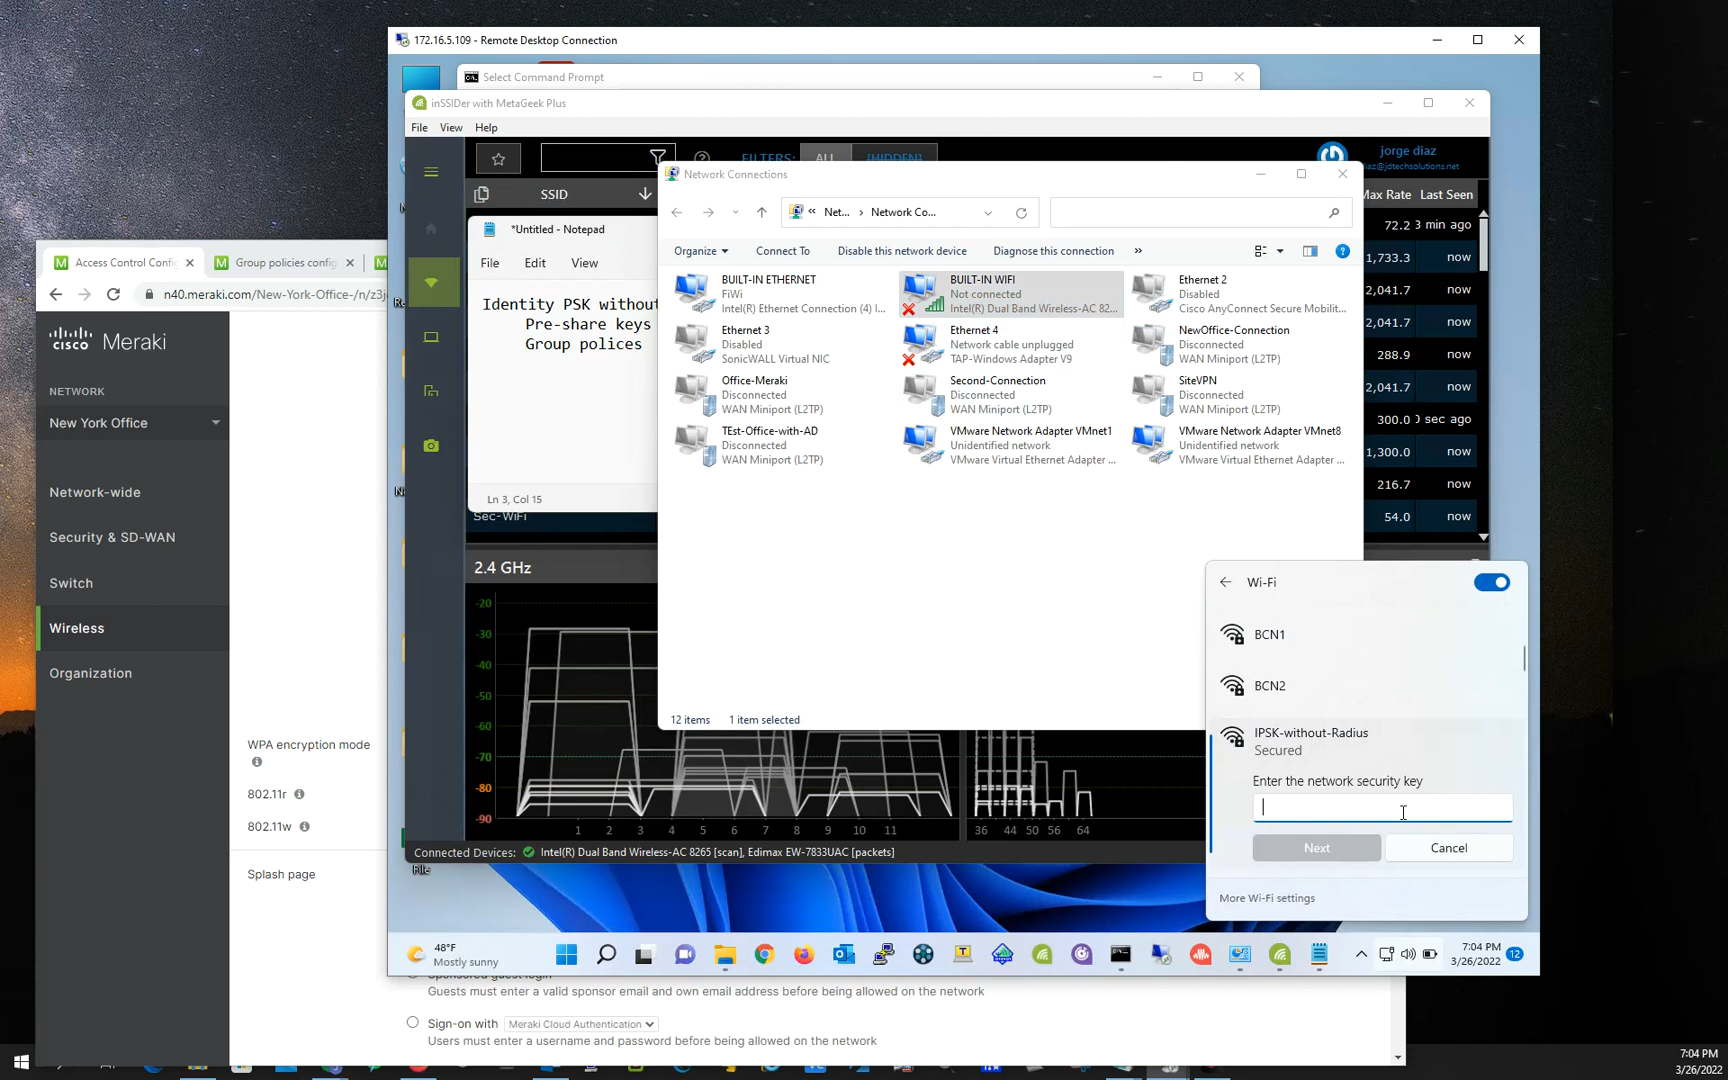 172.16.5.109 - Remote Desktop Connection
Select Command Prompt
inSSIDer with MetaGeek Plus
File View Help
FILTERS: ALL [HIDDEN]
jorge diaz
iaz@jdtechsolutions.net
SSID
Max Rate Last Seen
72.2 3 min ago
1,733.3 now
2,041.7 now
2,041.7 now
288.9 now
2,041.7 now
300.0 0 sec ago
1,300.0 now
216.7 now
54.0 now
Network Connections
Net... > Network Co...
Organize Connect To Disable this network device Diagnose this connection »
BUILT-IN ETHERNET
FiWi
Intel(R) Ethernet Connection (4) I...
BUILT-IN WIFI
Not connected
Intel(R) Dual Band Wireless-AC 82...
Ethernet 2
Disabled
Cisco AnyConnect Secure Mobilit...
Ethernet 3
Disabled
SonicWALL Virtual NIC
Ethernet 4
Network cable unplugged
TAP-Windows Adapter V9
NewOffice-Connection
Disconnected
WAN Miniport (L2TP)
Office-Meraki
Disconnected
WAN Miniport (L2TP)
Second-Connection
Disconnected
WAN Miniport (L2TP)
SiteVPN
Disconnected
WAN Miniport (L2TP)
TEst-Office-with-AD
Disconnected
WAN Miniport (L2TP)
VMware Network Adapter VMnet1
Unidentified network
VMware Virtual Ethernet Adapter ...
VMware Network Adapter VMnet8
Unidentified network
VMware Virtual Ethernet Adapter ...
12 items 1 item selected
*Untitled - Notepad
File Edit View
Identity PSK without
Pre-share keys
Group polices
Ln 3, Col 15
Sec-WiFi
2.4 GHz
-20
-30
-40
-50
-60
-70
-80
-90
1 2 3 4 5 6 7 8 9 10 11
36 44 50 56 64
Connected Devices: Intel(R) Dual Band Wireless-AC 8265 [scan], Edimax EW-7833UAC [packets]
File
Wi-Fi
BCN1
BCN2
IPSK-without-Radius
Secured
Enter the network security key
Next Cancel
More Wi-Fi settings
48°F
Mostly sunny
7:04 PM
3/26/2022
12
Access Control Confi
Group policies config
n40.meraki.com/New-York-Office-/n/z3j
cisco Meraki
NETWORK
New York Office
Network-wide
Security & SD-WAN
Switch
Wireless
Organization
WPA encryption mode
802.11r
802.11w
Splash page
Sponsored guest login
Guests must enter a valid sponsor email and own email address before being allowed on the network
Sign-on with Meraki Cloud Authentication
Users must enter a username and password before being allowed on the network
7:04 PM
3/26/2022